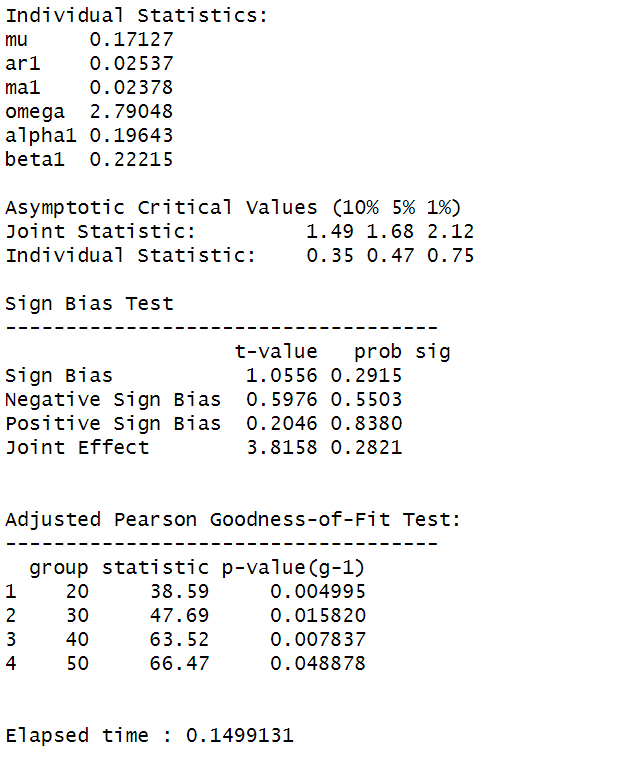 Individual Statistics:
mu     0.17127
ar1    0.02537
ma1    0.02378
omega  2.79048
alpha1 0.19643
beta1  0.22215
Asymptotic Critical Values (10% 5% 1%)
Joint Statistic:         1.49 1.68 2.12
Individual Statistic:    0.35 0.47 0.75
Sign Bias Test
------------------------------------
                   t-value   prob sig
Sign Bias           1.0556 0.2915
Negative Sign Bias  0.5976 0.5503
Positive Sign Bias  0.2046 0.8380
Joint Effect        3.8158 0.2821
Adjusted Pearson Goodness-of-Fit Test:
------------------------------------
  group statistic p-value(g-1)
1    20     38.59     0.004995
2    30     47.69     0.015820
3    40     63.52     0.007837
4    50     66.47     0.048878
Elapsed time : 0.1499131